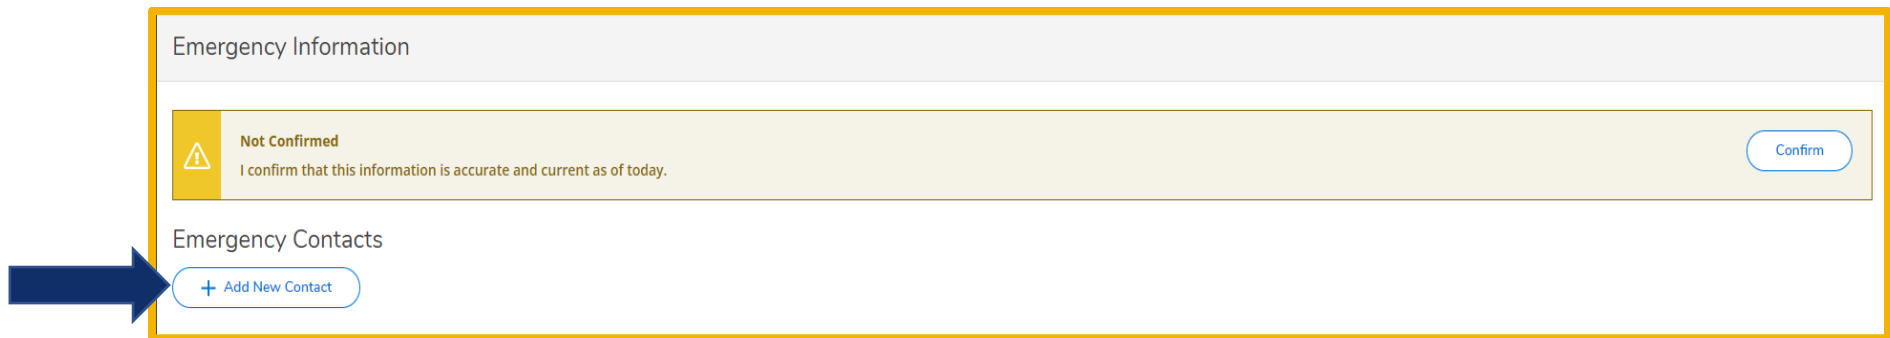 Emergency Information
Not Confirmed
I confirm that this information is accurate and current as of today.
Confirm
Emergency Contacts
+ Add New Contact